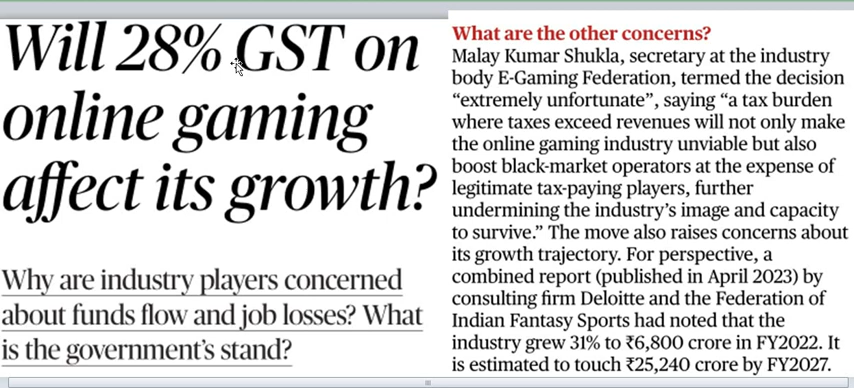 Will 28% GST on
online gaming
affect its growth?
Why are industry players concerned
about funds flow and job losses? What
is the government's stand?
What are the other concerns?
Malay Kumar Shukla, secretary at the industry
body E-Gaming Federation, termed the decision
“extremely unfortunate”, saying “a tax burden
where taxes exceed revenues will not only make
the online gaming industry unviable but also
boost black-market operators at the expense of
legitimate tax-paying players, further
undermining the industry's image and capacity
to survive.” The move also raises concerns about
its growth trajectory. For perspective, a
combined report (published in April 2023) by
consulting firm Deloitte and the Federation of
Indian Fantasy Sports had noted that the
industry grew 31% to ₹6,800 crore in FY2022. It
is estimated to touch ₹25,240 crore by FY2027.